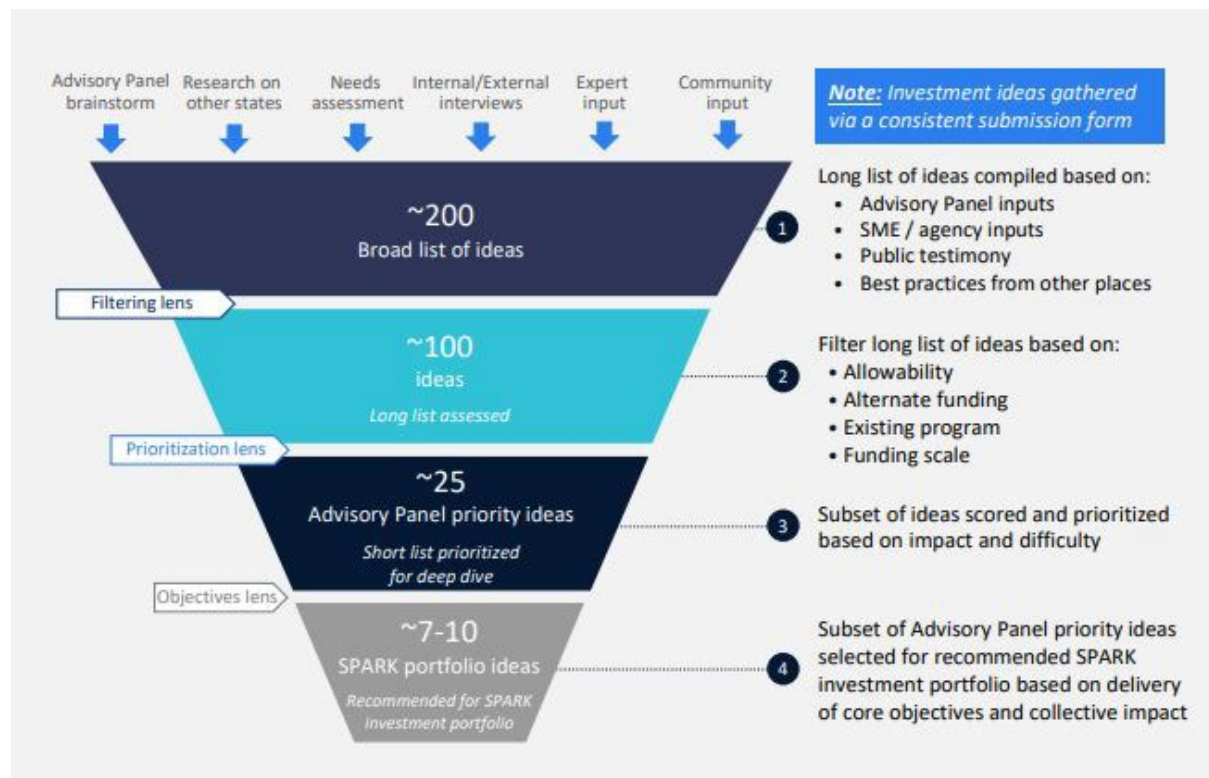 Advisory Panel
brainstorm
Research on
other states
Needs
assessment
Internal/External
interviews
Expert
input
Community
input
Note: Investment ideas gathered
via a consistent submission form
~200
Broad list of ideas
1
Long list of ideas compiled based on:
• Advisory Panel inputs
• SME / agency inputs
• Public testimony
• Best practices from other places
Filtering lens
~100
ideas
Long list assessed
2
Filter long list of ideas based on:
• Allowability
• Alternate funding
• Existing program
• Funding scale
Prioritization lens
~25
Advisory Panel priority ideas
Short list prioritized
for deep dive
3
Subset of ideas scored and prioritized
based on impact and difficulty
Objectives lens
~7-10
SPARK portfolio ideas
Recommended for SPARK
investment portfolio
4
Subset of Advisory Panel priority ideas
selected for recommended SPARK
investment portfolio based on delivery
of core objectives and collective impact